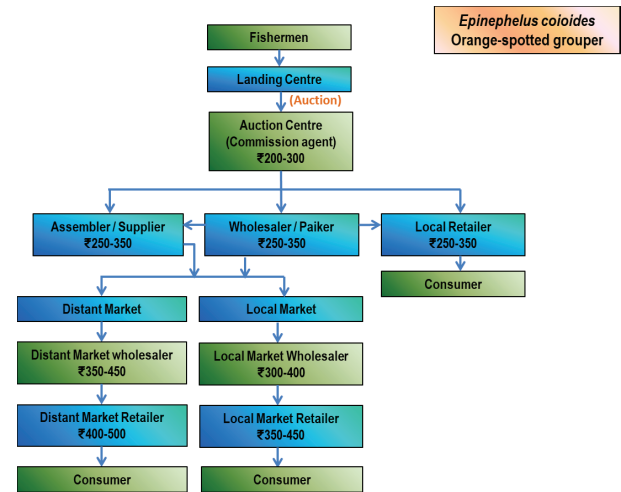 Epinephelus coioides
Orange-spotted grouper
Fishermen
Landing Centre
(Auction)
Auction Centre
(Commission agent)
₹200-300
Assembler / Supplier
₹250-350
Wholesaler / Paiker
₹250-350
Local Retailer
₹250-350
Consumer
Distant Market
Local Market
Distant Market wholesaler
₹350-450
Local Market Wholesaler
₹300-400
Distant Market Retailer
₹400-500
Local Market Retailer
₹350-450
Consumer
Consumer